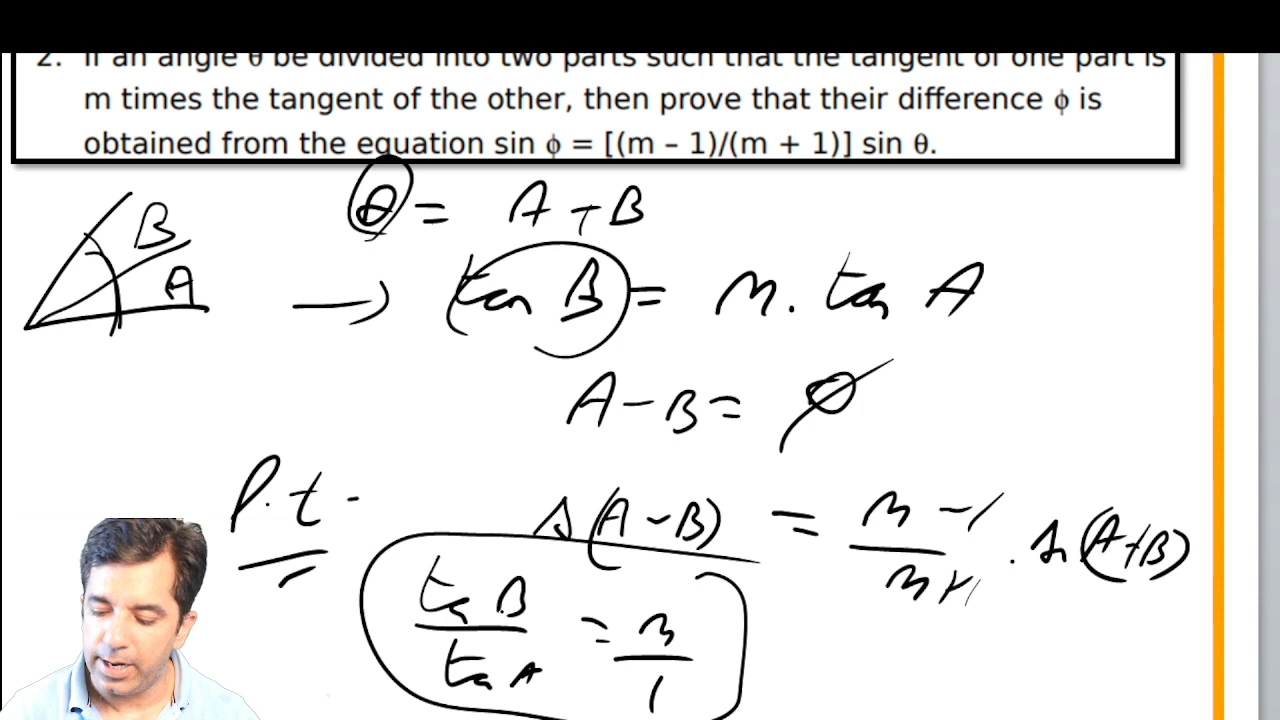 2. If an angle θ be divided into two parts such that the tangent of one part is
m times the tangent of the other, then prove that their difference ϕ is
obtained from the equation sin ϕ = [(m – 1)/(m + 1)] sin θ.
θ = A + B
B
A
tan B = m. tan A
A - B = ϕ
P.t -
s(A - B) = m - 1 / m + 1 . s(A + B)
tan B / tan A = m / 1